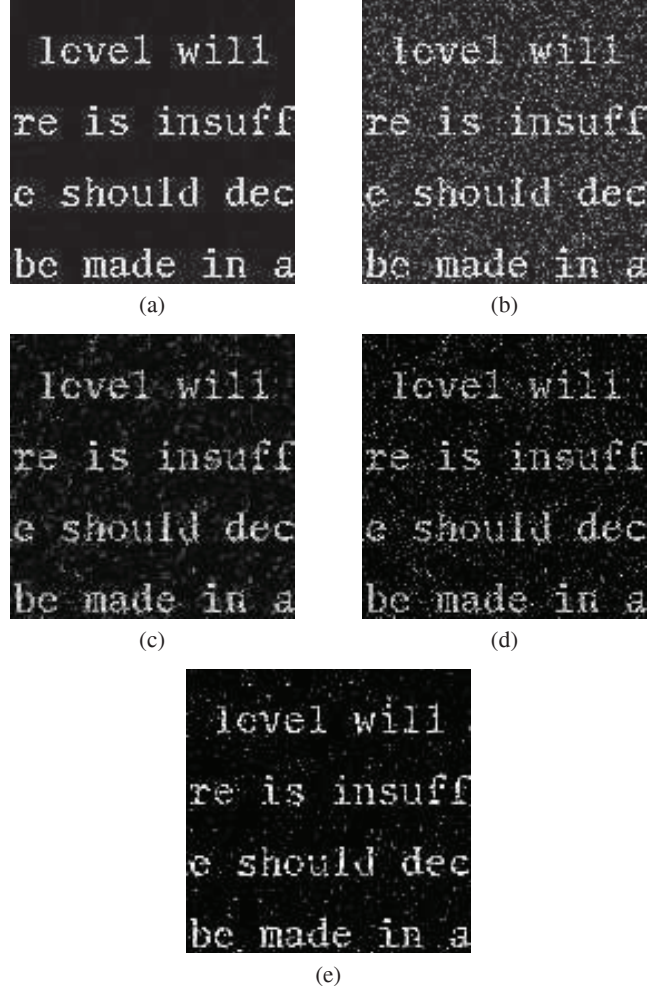 level will
re is insuff
e should dec
be made in a
(a)
level will
re is insuff
e should dec
be made in a
(b)
level will
re is insuff
e should dec
be made in a
(c)
level will
re is insuff
e should dec
be made in a
(d)
level will
re is insuff
e should dec
be made in a
(e)